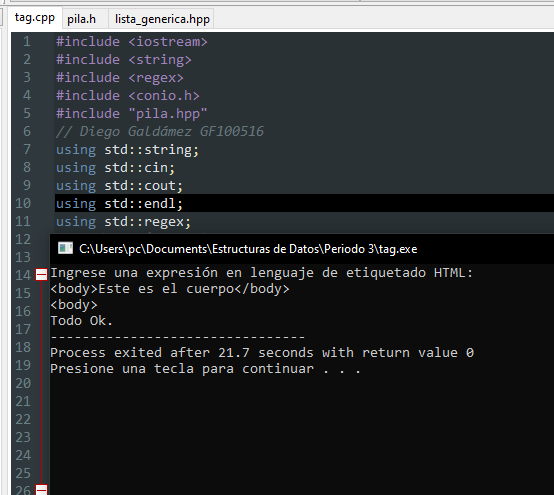 tag.cpp pila.h lista_generica.hpp
1 #include <iostream>
2 #include <string>
3 #include <regex>
4 #include <conio.h>
5 #include "pila.hpp"
6 // Diego Galdámez GF100516
7 using std::string;
8 using std::cin;
9 using std::cout;
10 using std::endl;
11 using std::regex;
12
C:\Users\pc\Documents\Estructuras de Datos\Periodo 3\tag.exe
13
14 Ingrese una expresión en lenguaje de etiquetado HTML:
15 <body>Este es el cuerpo</body>
16 <body>
17 Todo Ok.
18 --------------------------------
19 Process exited after 21.7 seconds with return value 0
20 Presione una tecla para continuar . . .
21
22
23
24
25
26